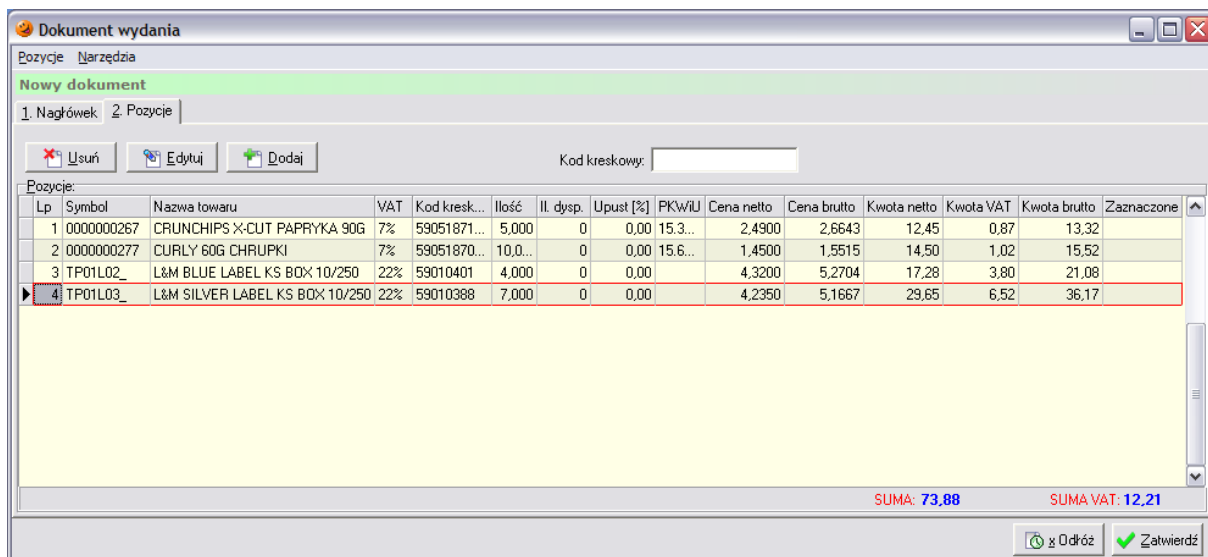 Dokument wydania
Pozycje Narzędzia
Nowy dokument
1. Nagłówek 2. Pozycje
Usuń Edytuj Dodaj Kod kreskowy:
Pozycje:
Lp Symbol Nazwa towaru VAT Kod kresk... Ilość Il. dysp. Upust [%] PKWiU Cena netto Cena brutto Kwota netto Kwota VAT Kwota brutto Zaznaczone
1 0000000267 CRUNCHIPS X-CUT PAPRYKA 90G 7% 59051871... 5,000 0 0,00 15.3... 2,4900 2,6643 12,45 0,87 13,32
2 0000000277 CURLY 60G CHRUPKI 7% 59051870... 10,0... 0 0,00 15.6... 1,4500 1,5515 14,50 1,02 15,52
3 TP01L02_ L&M BLUE LABEL KS BOX 10/250 22% 59010401 4,000 0 0,00 4,3200 5,2704 17,28 3,80 21,08
4 TP01L03_ L&M SILVER LABEL KS BOX 10/250 22% 59010388 7,000 0 0,00 4,2350 5,1667 29,65 6,52 36,17
SUMA: 73,88 SUMA VAT: 12,21
x Odłóż Zatwierdź